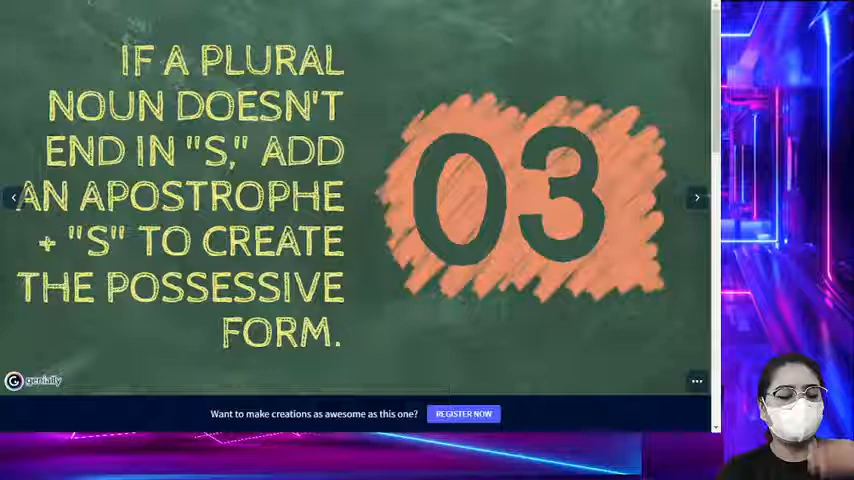 IF A PLURAL
NOUN DOESN'T
END IN "S," ADD
AN APOSTROPHE
+ "S" TO CREATE
THE POSSESSIVE
FORM.
03
genially
Want to make creations as awesome as this one?
REGISTER NOW